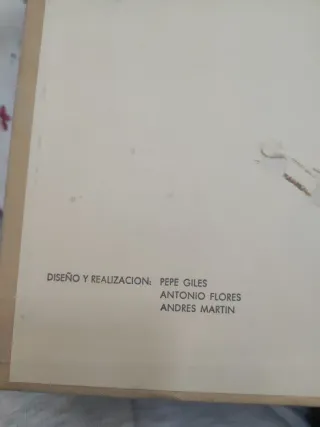 DISEÑO Y REALIZACION: PEPE GILES
ANTONIO FLORES
ANDRES MARTIN